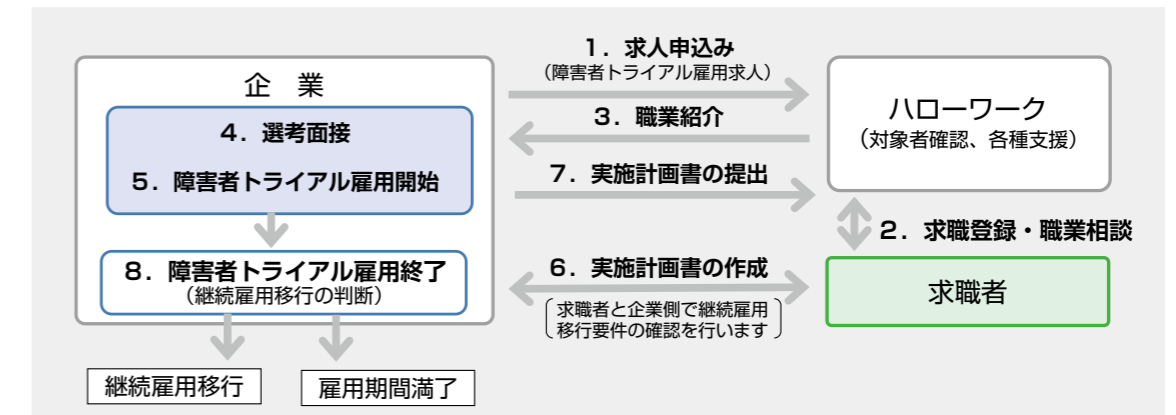 企　業
4．選考面接
5．障害者トライアル雇用開始
8．障害者トライアル雇用終了
（継続雇用移行の判断）
継続雇用移行
雇用期間満了
1．求人申込み
（障害者トライアル雇用求人）
3．職業紹介
7．実施計画書の提出
6．実施計画書の作成
求職者と企業側で継続雇用
移行要件の確認を行います
ハローワーク
（対象者確認、各種支援）
2．求職登録・職業相談
求職者